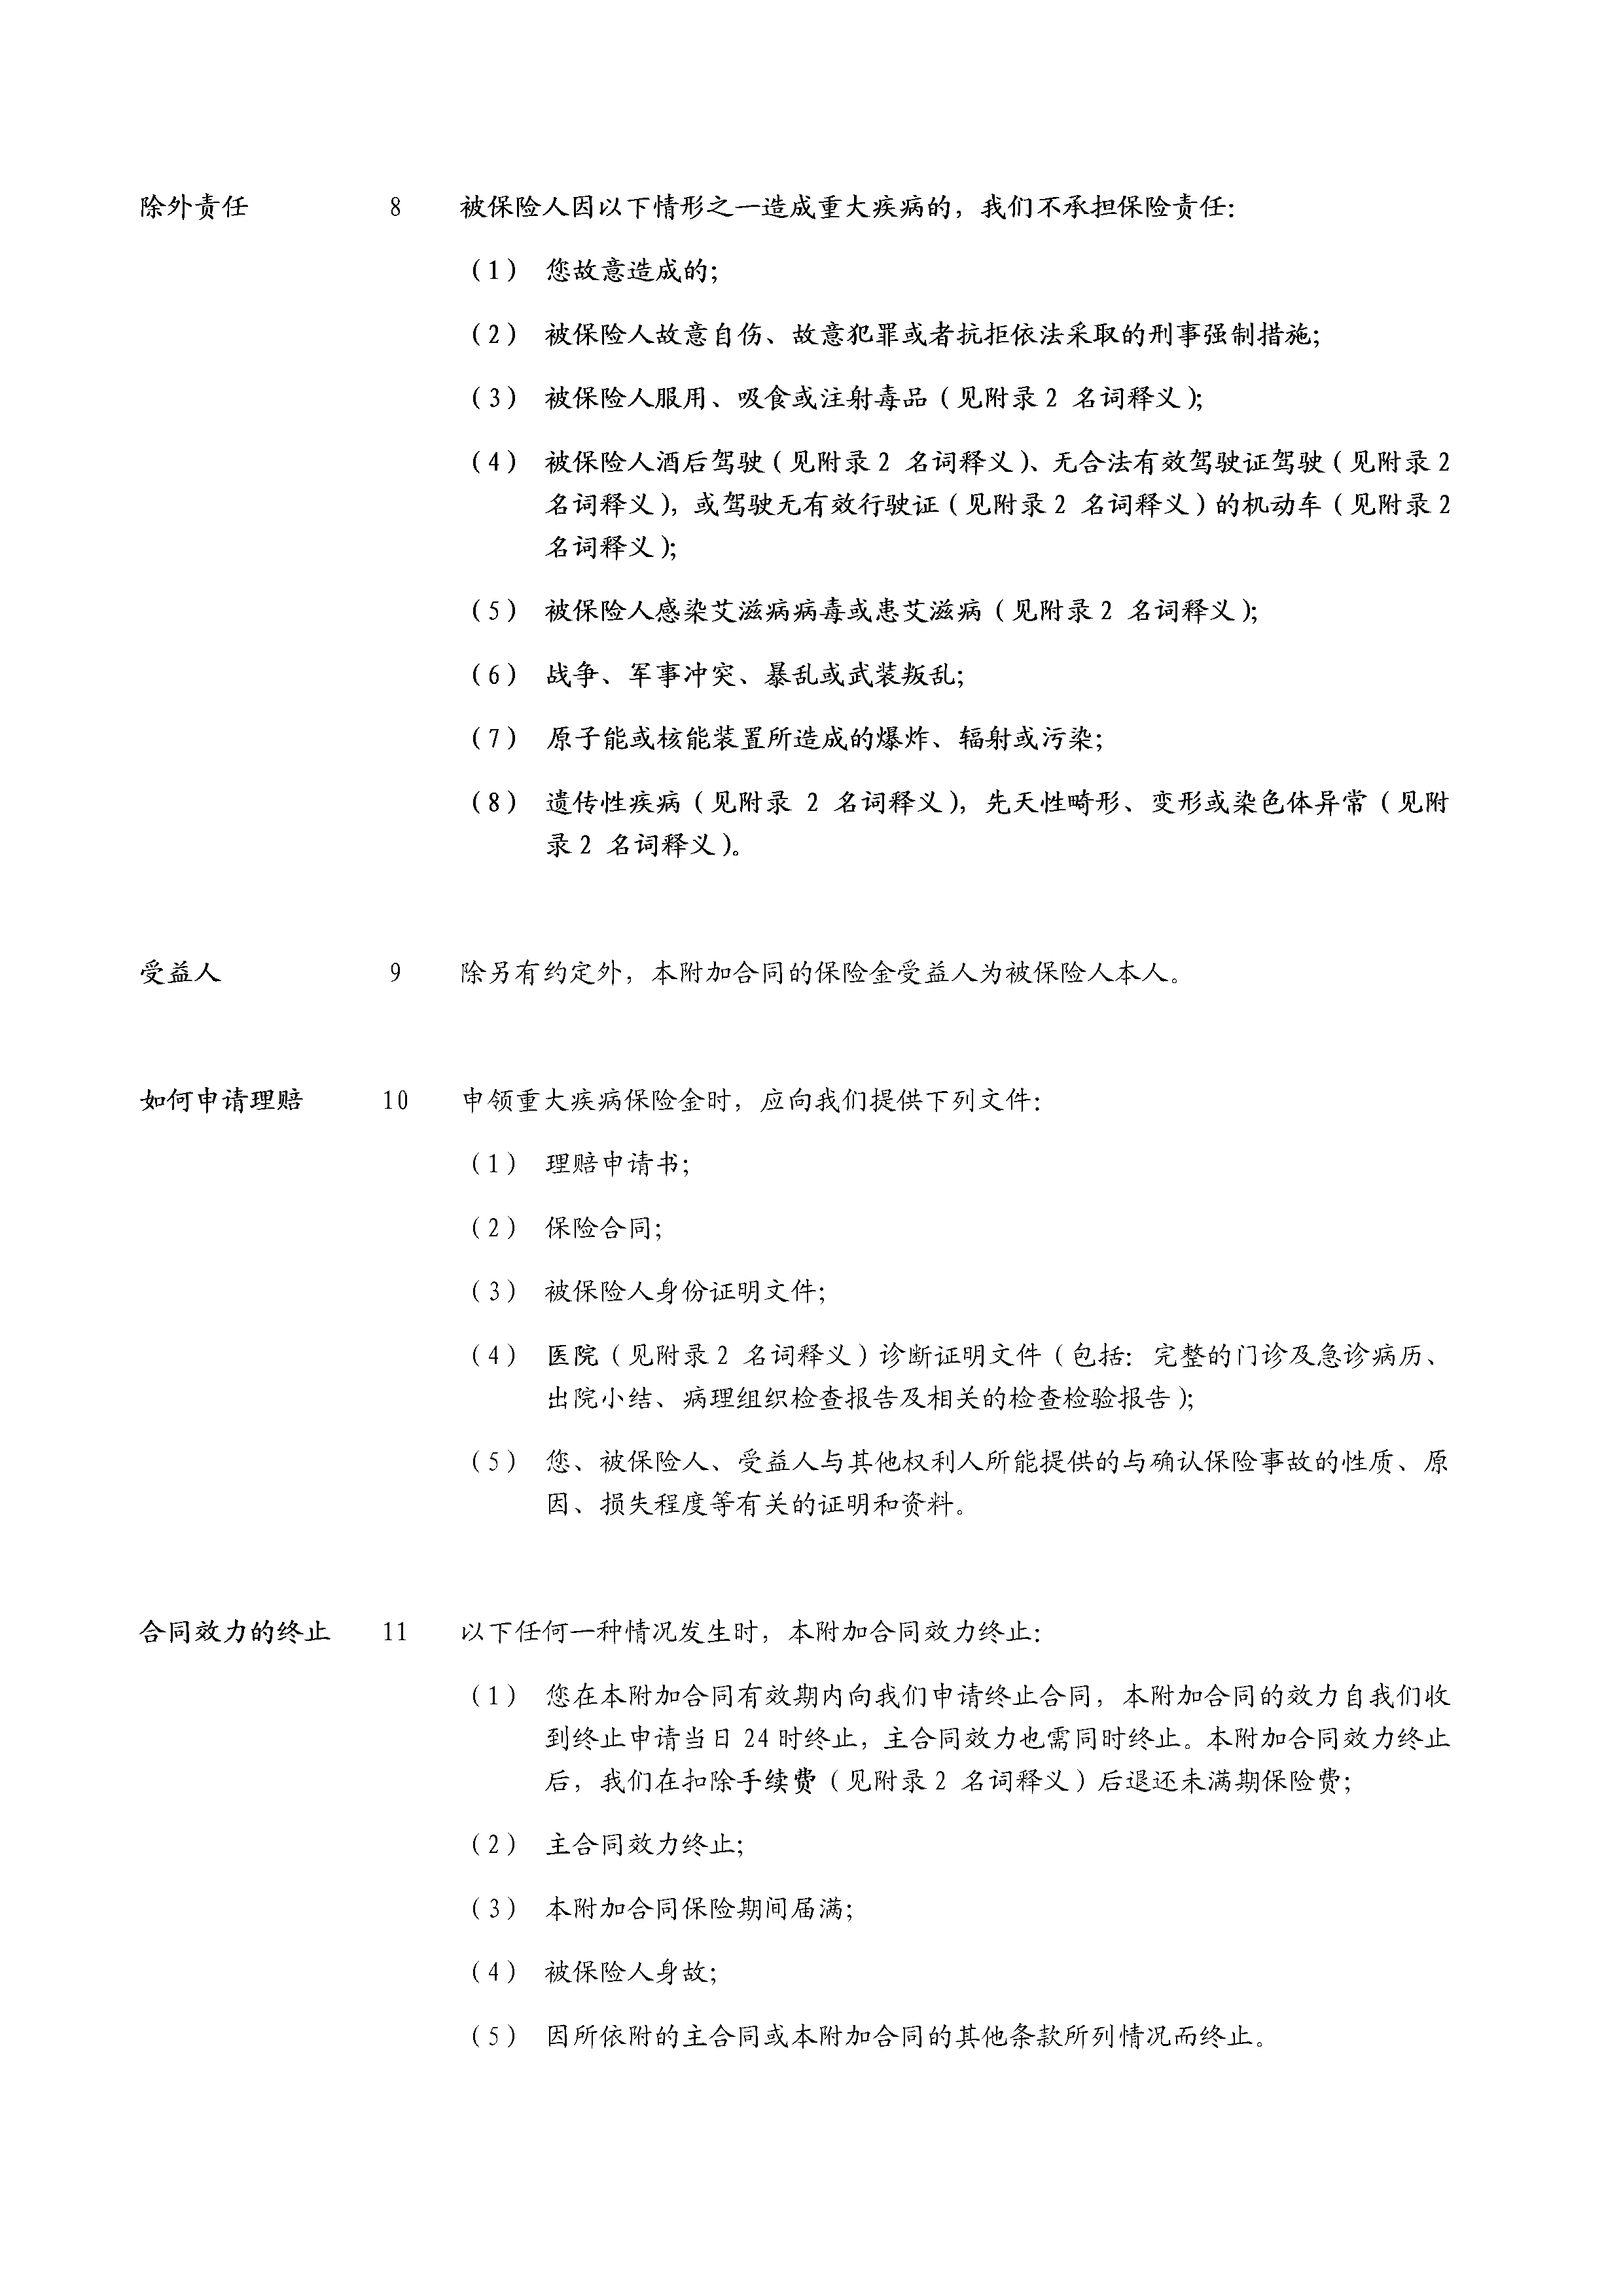 除外责任 8 被保险人因以下情形之一造成重大疾病的，我们不承担保险责任：
（1） 您故意造成的；
（2） 被保险人故意自伤、故意犯罪或者抗拒依法采取的刑事强制措施；
（3） 被保险人服用、吸食或注射毒品（见附录2 名词释义）；
（4） 被保险人酒后驾驶（见附录2 名词释义）、无合法有效驾驶证驾驶（见附录2
名词释义），或驾驶无有效行驶证（见附录2 名词释义）的机动车（见附录2
名词释义）；
（5） 被保险人感染艾滋病病毒或患艾滋病（见附录2 名词释义）；
（6） 战争、军事冲突、暴乱或武装叛乱；
（7） 原子能或核能装置所造成的爆炸、辐射或污染；
（8） 遗传性疾病（见附录 2 名词释义），先天性畸形、变形或染色体异常（见附
录2 名词释义）。
受益人 9 除另有约定外，本附加合同的保险金受益人为被保险人本人。
如何申请理赔 10 申领重大疾病保险金时，应向我们提供下列文件：
（1） 理赔申请书；
（2） 保险合同；
（3） 被保险人身份证明文件；
（4） 医院（见附录2 名词释义）诊断证明文件（包括：完整的门诊及急诊病历、
出院小结、病理组织检查报告及相关的检查检验报告）；
（5） 您、被保险人、受益人与其他权利人所能提供的与确认保险事故的性质、原
因、损失程度等有关的证明和资料。
合同效力的终止 11 以下任何一种情况发生时，本附加合同效力终止：
（1） 您在本附加合同有效期内向我们申请终止合同，本附加合同的效力自我们收
到终止申请当日24时终止，主合同效力也需同时终止。本附加合同效力终止
后，我们在扣除手续费（见附录2 名词释义）后退还未满期保险费；
（2） 主合同效力终止；
（3） 本附加合同保险期间届满；
（4） 被保险人身故；
（5） 因所依附的主合同或本附加合同的其他条款所列情况而终止。